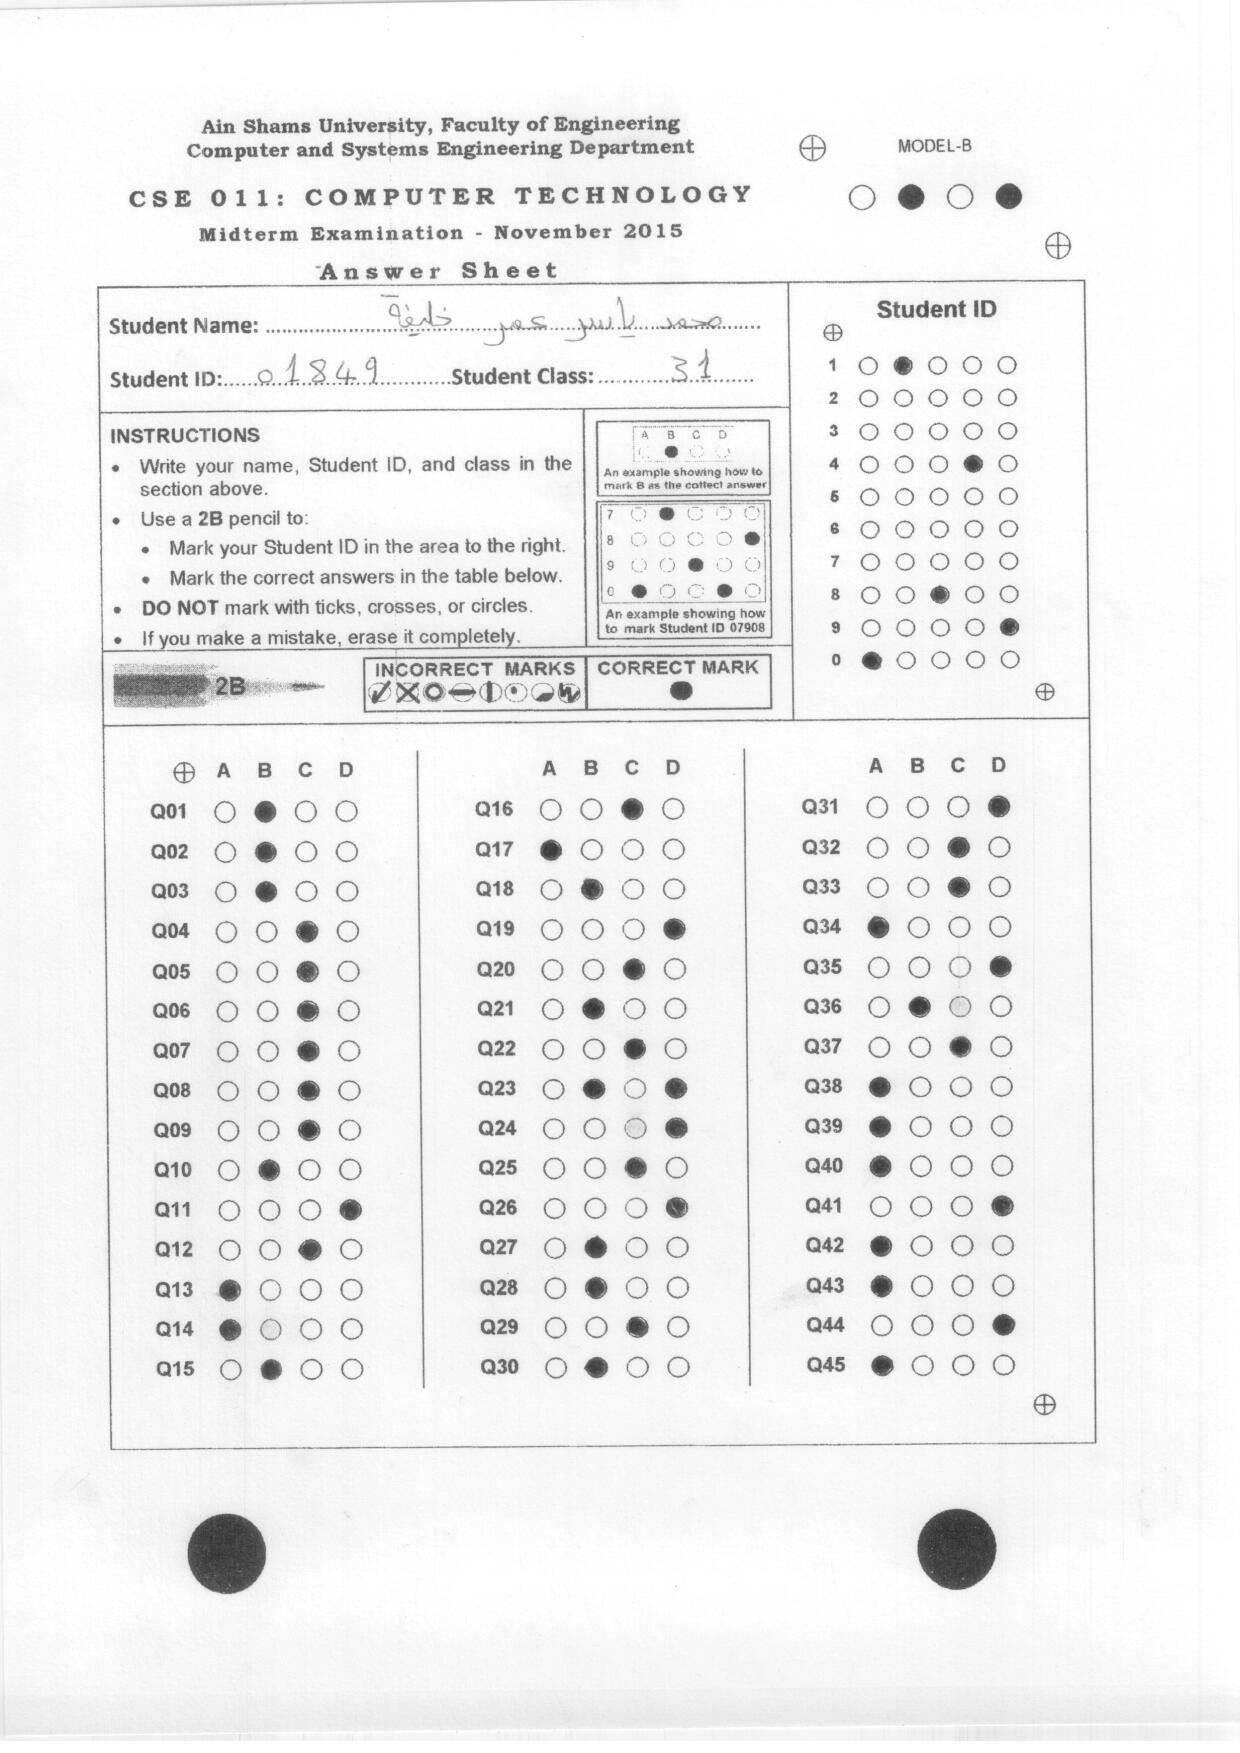 Ain Shams University, Faculty of Engineering
Computer and Systems Engineering Department
CSE 011: COMPUTER TECHNOLOGY
Midterm Examination - November 2015
Answer Sheet
MODEL-B
Student Name: محمد ياسر عمر خليفة
Student ID: 01849 Student Class: 31
INSTRUCTIONS
• Write your name, Student ID, and class in the
section above.
• Use a 2B pencil to:
• Mark your Student ID in the area to the right.
• Mark the correct answers in the table below.
• DO NOT mark with ticks, crosses, or circles.
• If you make a mistake, erase it completely.
A B C D
An example showing how to
mark B as the cottect answer
7
8
9
0
An example showing how
to mark Student ID 07908
2B
INCORRECT MARKS
CORRECT MARK
Student ID
1
2
3
4
5
6
7
8
9
0
A B C D
Q01
Q02
Q03
Q04
Q05
Q06
Q07
Q08
Q09
Q10
Q11
Q12
Q13
Q14
Q15
A B C D
Q16
Q17
Q18
Q19
Q20
Q21
Q22
Q23
Q24
Q25
Q26
Q27
Q28
Q29
Q30
A B C D
Q31
Q32
Q33
Q34
Q35
Q36
Q37
Q38
Q39
Q40
Q41
Q42
Q43
Q44
Q45